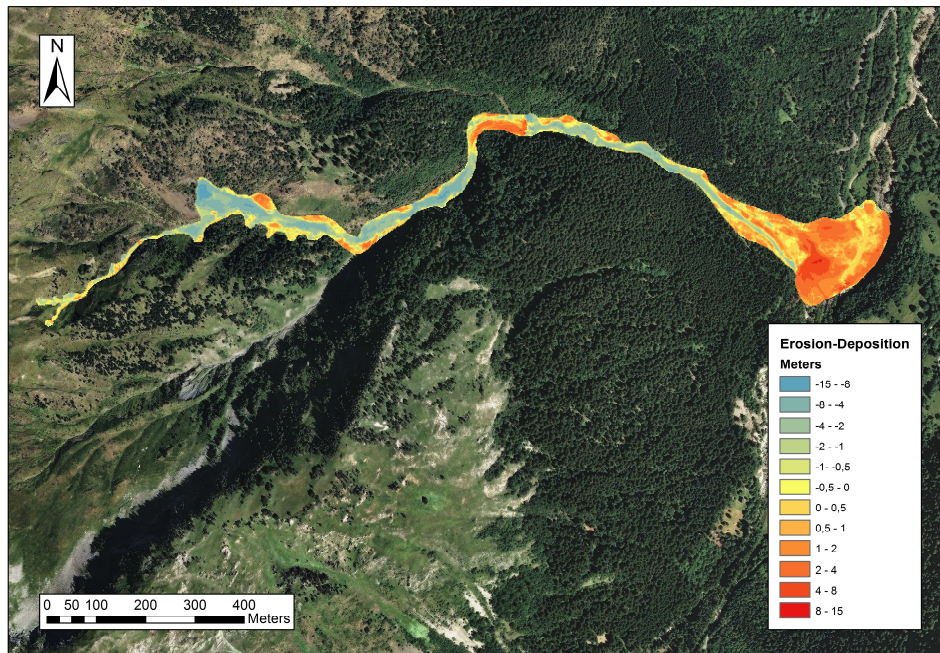 N
Erosion-Deposition
Meters
-15 - -8
-8 - -4
-4 - -2
-2 - -1
-1 - -0,5
-0,5 - 0
0 - 0,5
0,5 - 1
1 - 2
2 - 4
4 - 8
8 - 15
0 50 100 200 300 400
Meters